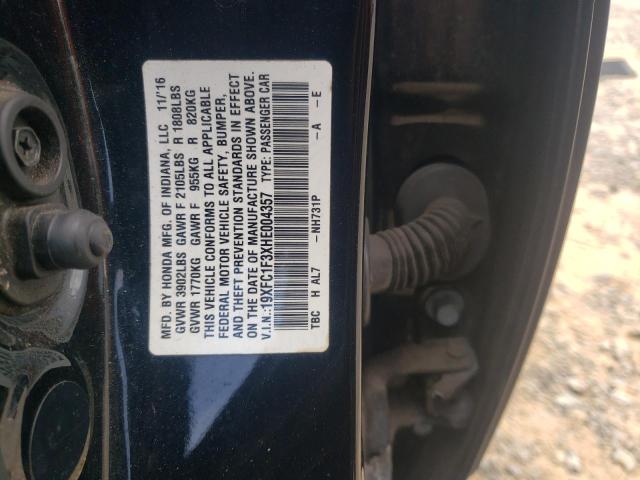 MFD. BY HONDA MFG. OF INDIANA, LLC 11/'16
GVWR 3902LBS GAWR F 2105LBS R 1808LBS
GVWR 1770KG GAWR F 955KG R 820KG
THIS VEHICLE CONFORMS TO ALL APPLICABLE
FEDERAL MOTOR VEHICLE SAFETY, BUMPER,
AND THEFT PREVENTION STANDARDS IN EFFECT
ON THE DATE OF MANUFACTURE SHOWN ABOVE.
V.I.N.:19XFC1F3XHE004357 TYPE: PASSENGER CAR
TBC H AL7 -NH731P -A -E